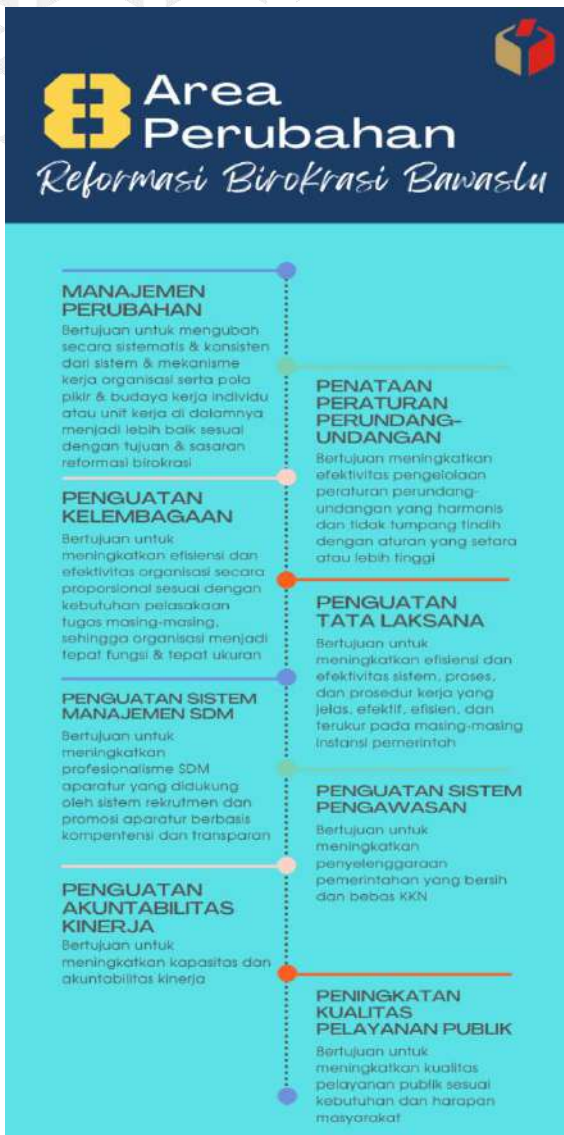 8 Area
Perubahan
Reformasi Birokrasi Bawaslu
MANAJEMEN
PERUBAHAN
Bertujuan untuk mengubah
secara sistematis & konsisten
dari sistem & mekanisme
kerja organisasi serta pola
pikir & budaya kerja individu
atau unit kerja di dalamnya
menjadi lebih baik sesuai
dengan tujuan & sasaran
reformasi birokrasi
PENATAAN
PERATURAN
PERUNDANG-
UNDANGAN
Bertujuan meningkatkan
efektivitas pengelolaan
peraturan perundang-
undangan yang harmonis
dan tidak tumpang tindih
dengan aturan yang setara
atau lebih tinggi
PENGUATAN
KELEMBAGAAN
Bertujuan untuk
meningkatkan efisiensi dan
efektivitas organisasi secara
proporsional sesuai dengan
kebutuhan pelasakaan
tugas masing-masing,
sehingga organisasi menjadi
tepat fungsi & tepat ukuran
PENGUATAN
TATA LAKSANA
Bertujuan untuk
meningkatkan efisiensi dan
efektivitas sistem, proses,
dan prosedur kerja yang
jelas, efektif, efisien, dan
terukur pada masing-masing
instansi pemerintah
PENGUATAN SISTEM
MANAJEMEN SDM
Bertujuan untuk
meningkatkan
profesionalisme SDM
aparatur yang didukung
oleh sistem rekrutmen dan
promosi aparatur berbasis
kompentensi dan transparan
PENGUATAN SISTEM
PENGAWASAN
Bertujuan untuk
meningkatkan
penyelenggaraan
pemerintahan yang bersih
dan bebas KKN
PENGUATAN
AKUNTABILITAS
KINERJA
Bertujuan untuk
meningkatkan kapasitas dan
akuntabilitas kinerja
PENINGKATAN
KUALITAS
PELAYANAN PUBLIK
Bertujuan untuk
meningkatkan kualitas
pelayanan publik sesuai
kebutuhan dan harapan
masyarakat